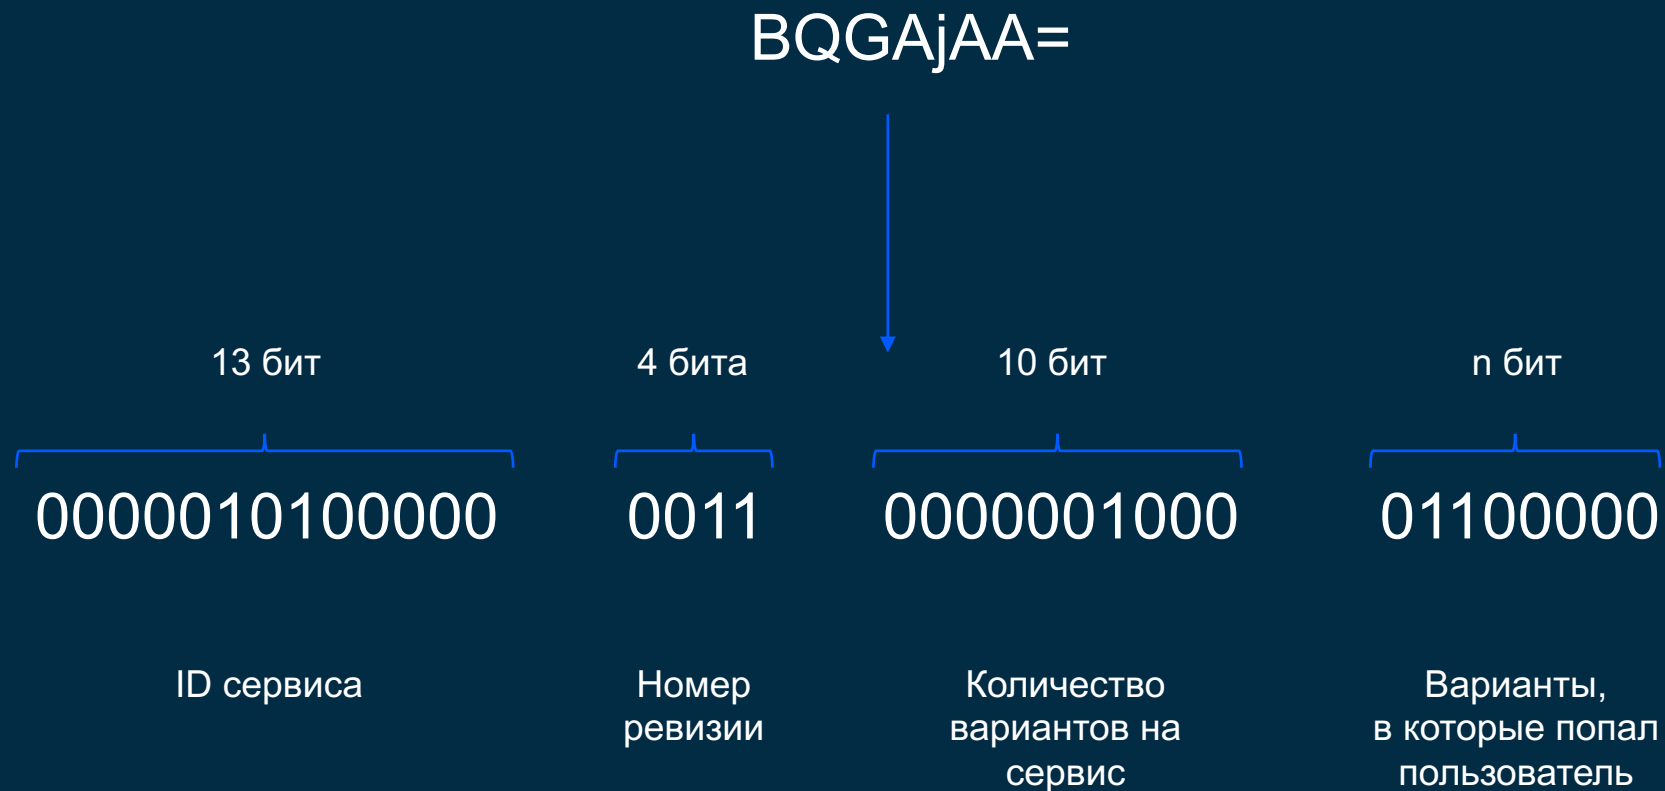 BQGAjAA=
13 бит
4 бита
10 бит
n бит
0000010100000
0011
0000001000
01100000
ID сервиса
Номер
ревизии
Количество
вариантов на
сервис
Варианты,
в которые попал
пользователь